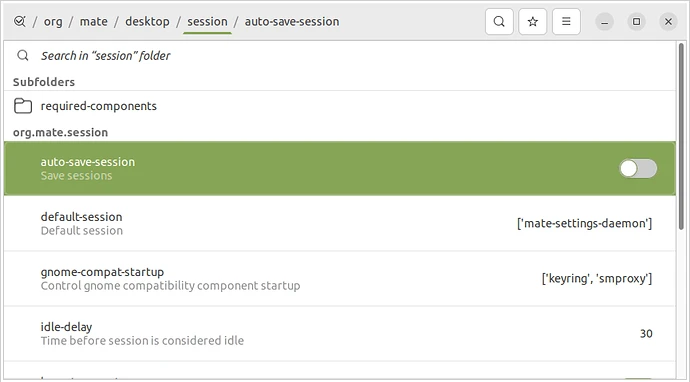 / org / mate / desktop / session / auto-save-session
Search in "session" folder
Subfolders
required-components
org.mate.session
auto-save-session
Save sessions
default-session
['mate-settings-daemon']
Default session
gnome-compat-startup
['keyring', 'smproxy']
Control gnome compatibility component startup
idle-delay
30
Time before session is considered idle